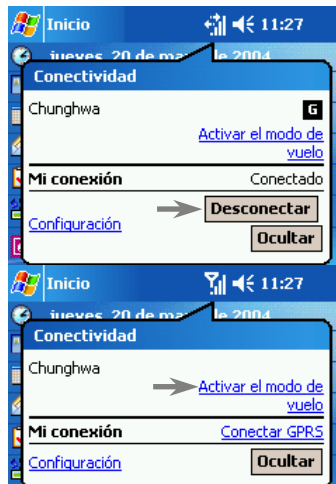 Inicio 11:27
jueves, 20 de ma le 2004
Conectividad
Chunghwa G
Activar el modo de
vuelo
Mi conexión Conectado
Desconectar
Configuración
Ocultar
Inicio 11:27
jueves, 20 de ma le 2004
Conectividad
Chunghwa
Activar el modo de
vuelo
Mi conexión Conectar GPRS
Configuración Ocultar